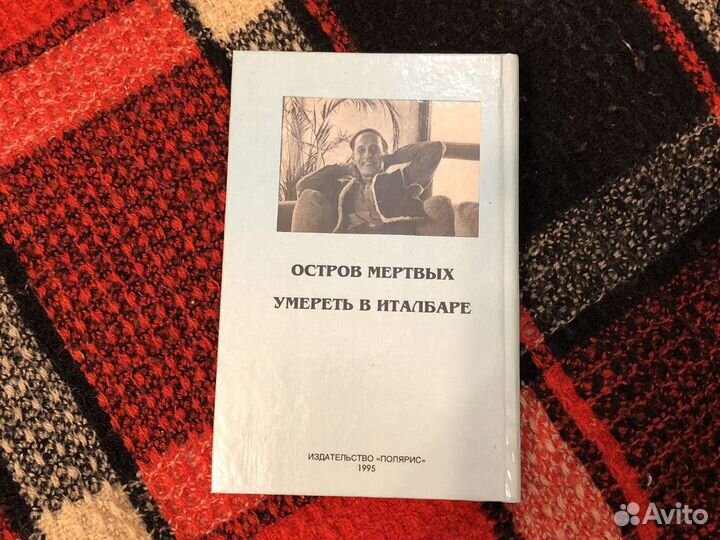 ОСТРОВ МЕРТВЫХ
УМЕРЕТЬ В ИТАЛБАРЕ
ИЗДАТЕЛЬСТВО «ПОЛЯРИС»
1995
Avito